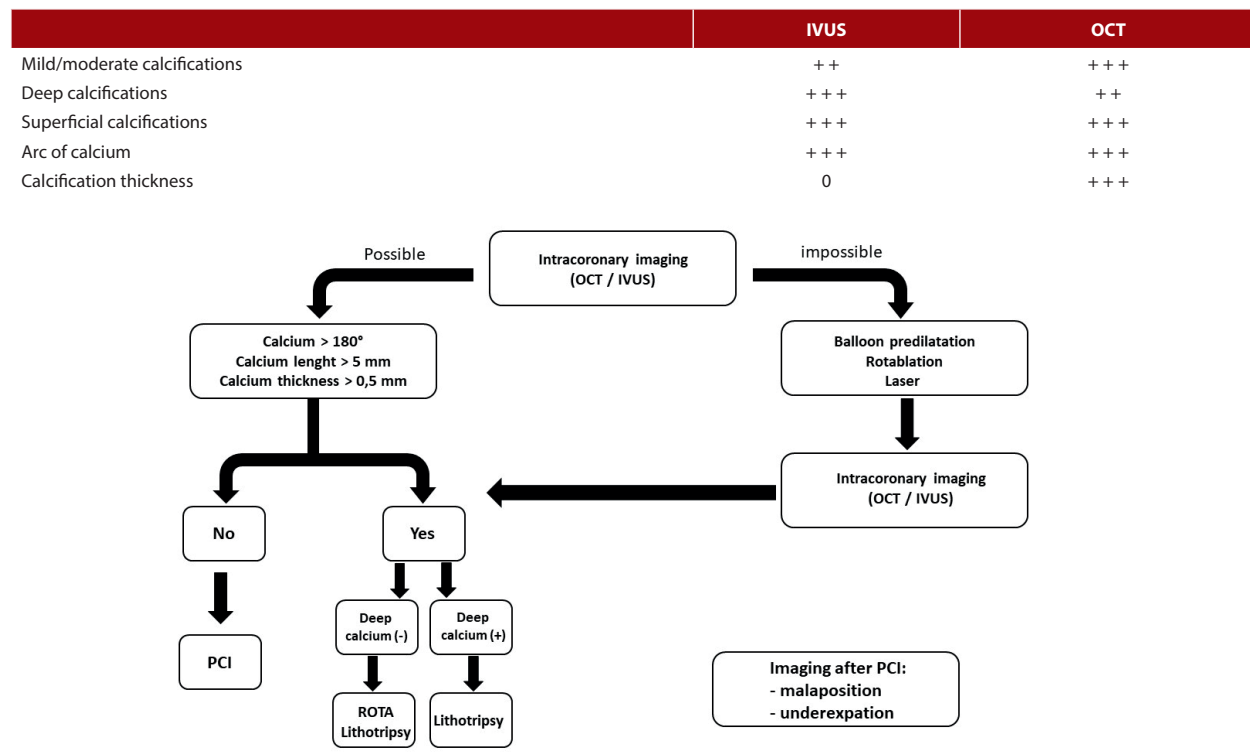 IVUS OCT
Mild/moderate calcifications ++ +++
Deep calcifications +++ ++
Superficial calcifications +++ +++
Arc of calcium +++ +++
Calcification thickness 0 +++
Possible
Intracoronary imaging
(OCT / IVUS)
impossible
Calcium > 180°
Calcium lenght > 5 mm
Calcium thickness > 0,5 mm
Balloon predilatation
Rotablation
Laser
Intracoronary imaging
(OCT / IVUS)
No
Yes
Deep
calcium (-)
Deep
calcium (+)
PCI
ROTA
Lithotripsy
Lithotripsy
Imaging after PCI:
- malaposition
- underexpation